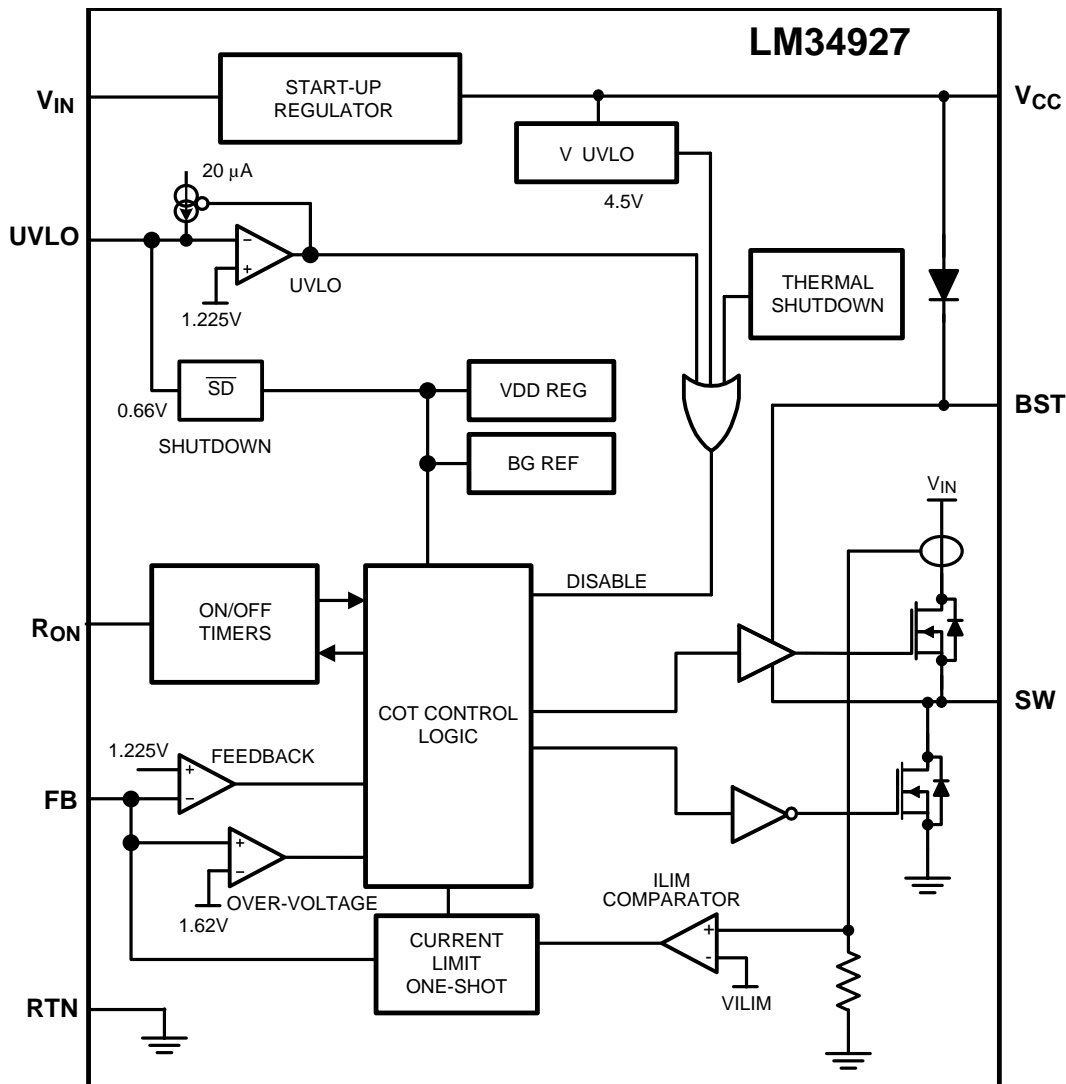 LM34927
START-UP
REGULATOR
VIN
VCC
V UVLO
4.5V
20 μA
UVLO
−
+
UVLO
1.225V
THERMAL
SHUTDOWN
SD
0.66V
SHUTDOWN
VDD REG
BG REF
BST
VIN
DISABLE
ON/OFF
TIMERS
RON
COT CONTROL
LOGIC
SW
1.225V
FEEDBACK
+
−
FB
+
−
OVER-VOLTAGE
1.62V
ILIM
COMPARATOR
+
-
VILIM
CURRENT
LIMIT
ONE-SHOT
RTN